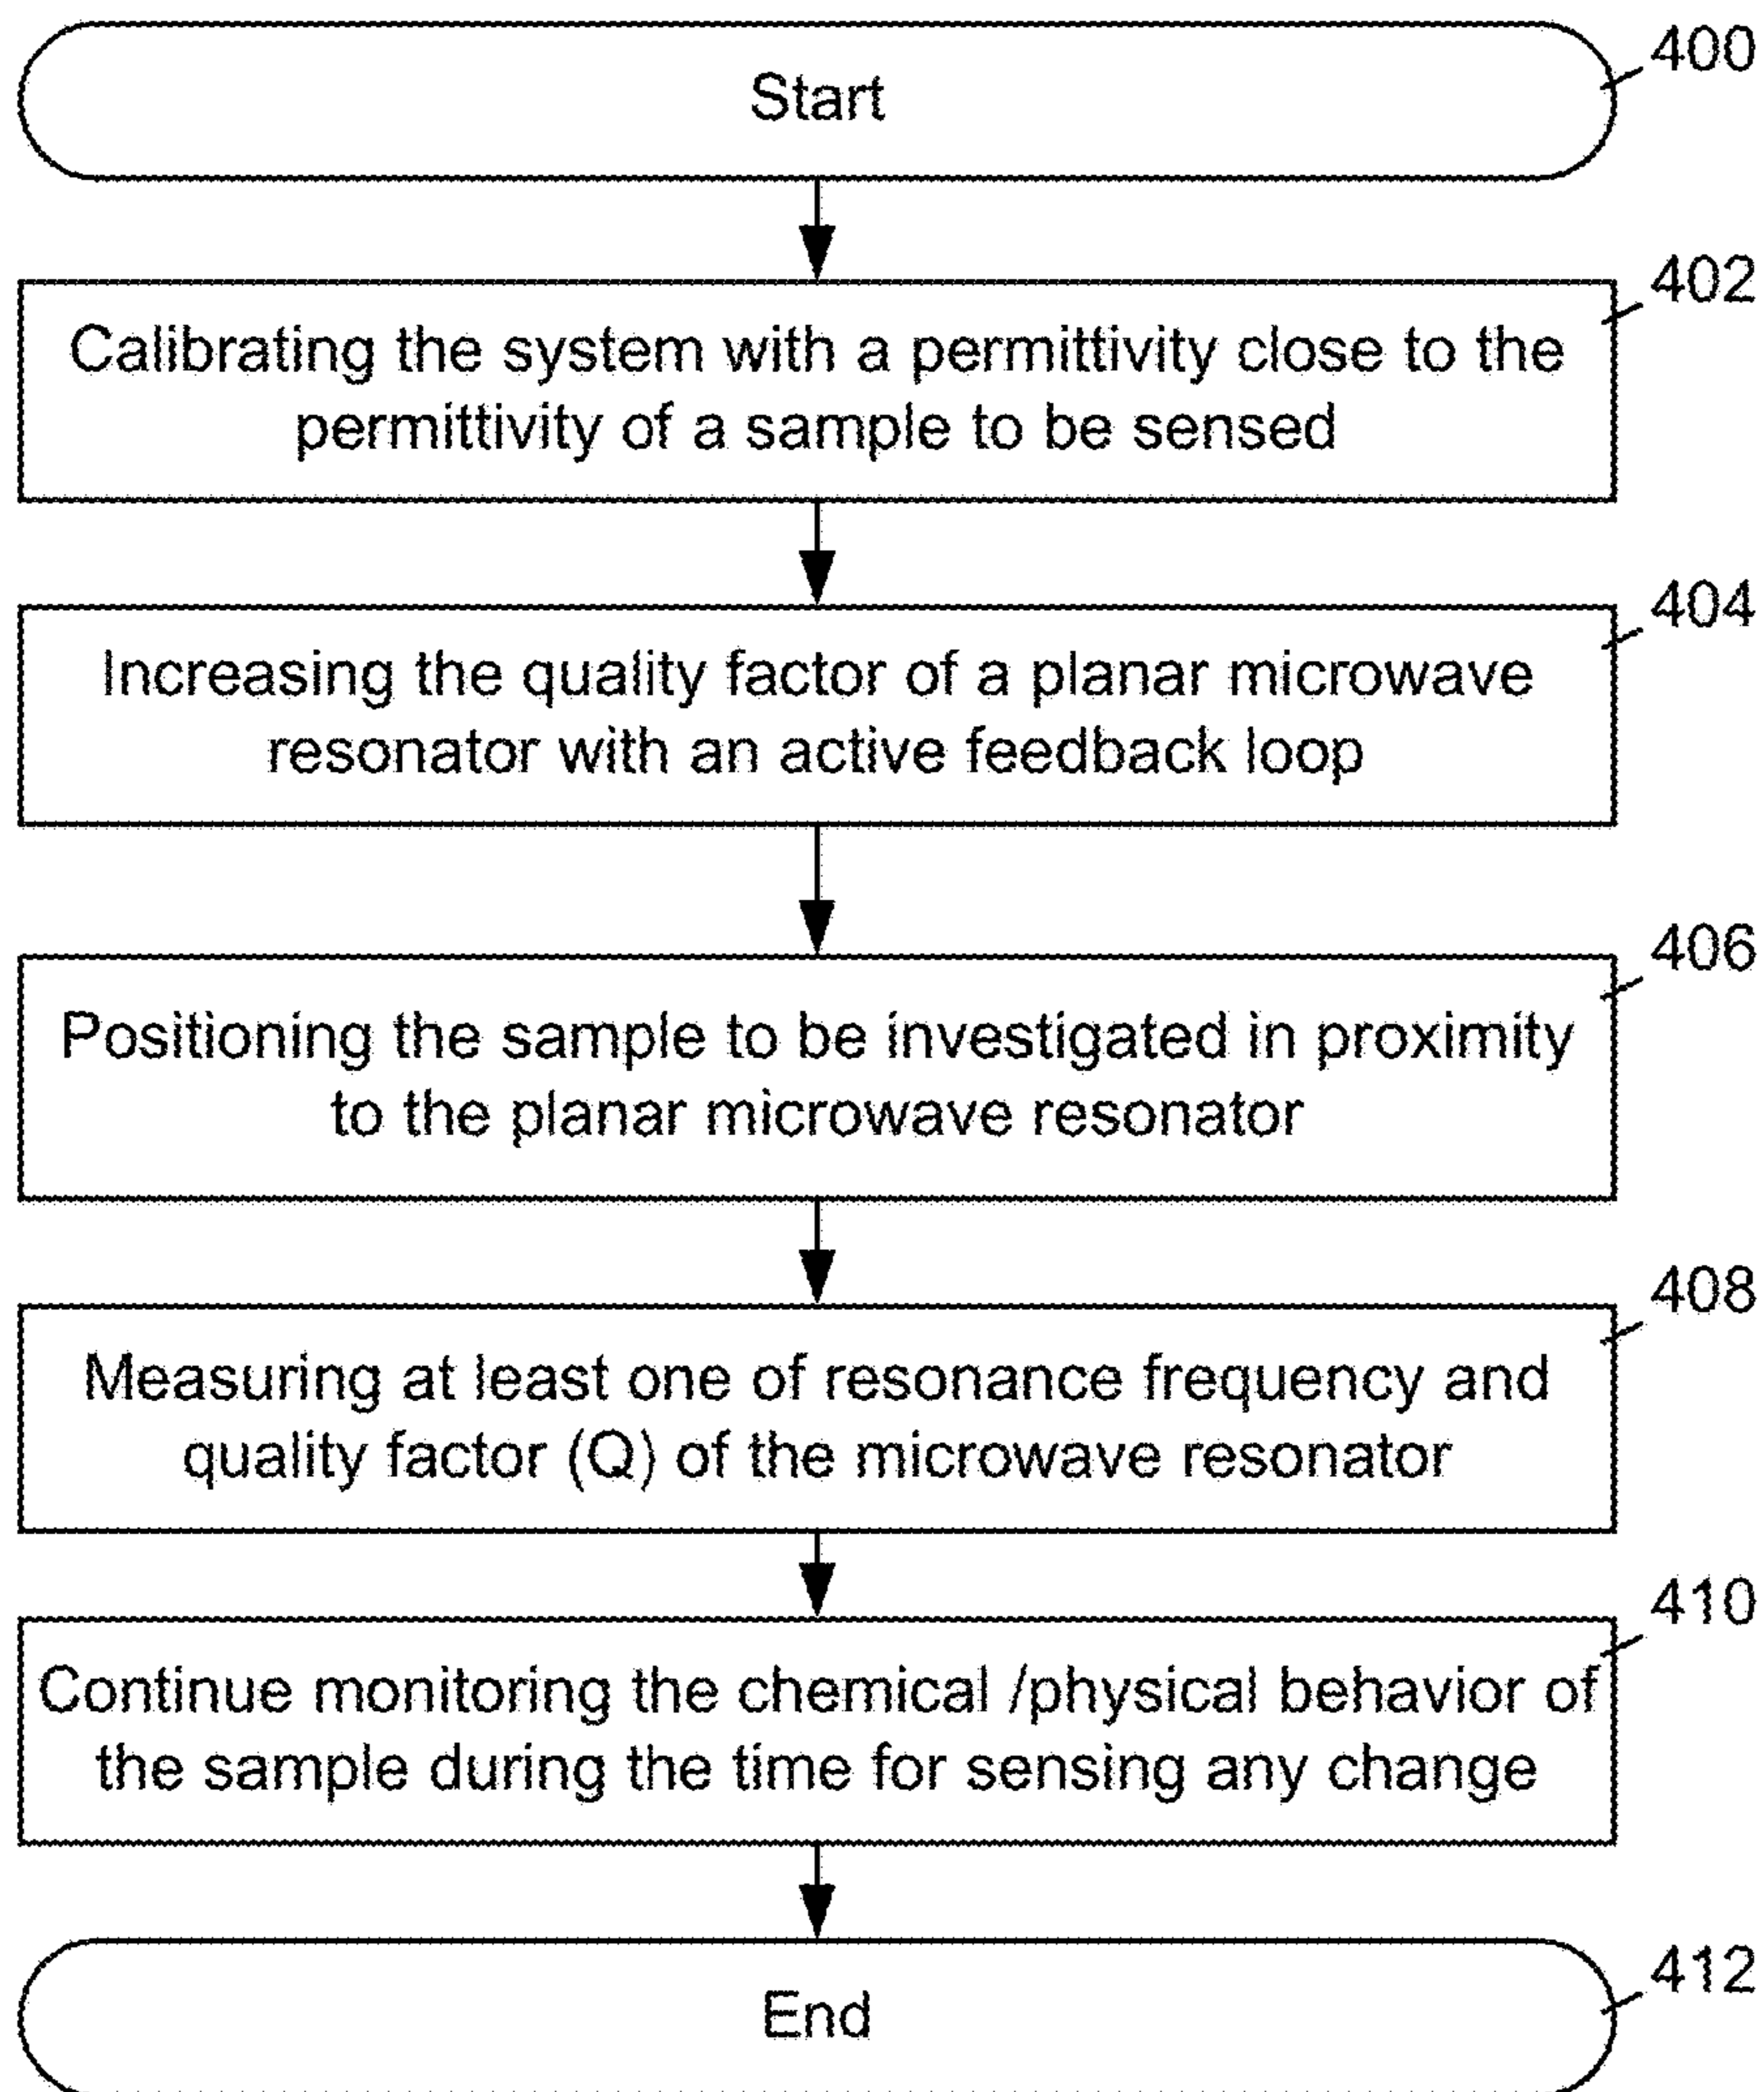 400
Start
402
Calibrating the system with a permittivity close to the
permittivity of a sample to be sensed
404
Increasing the quality factor of a planar microwave
resonator with an active feedback loop
406
Positioning the sample to be investigated in proximity
to the planar microwave resonator
408
Measuring at least one of resonance frequency and
quality factor (Q) of the microwave resonator
410
Continue monitoring the chemical /physical behavior of
the sample during the time for sensing any change
412
End